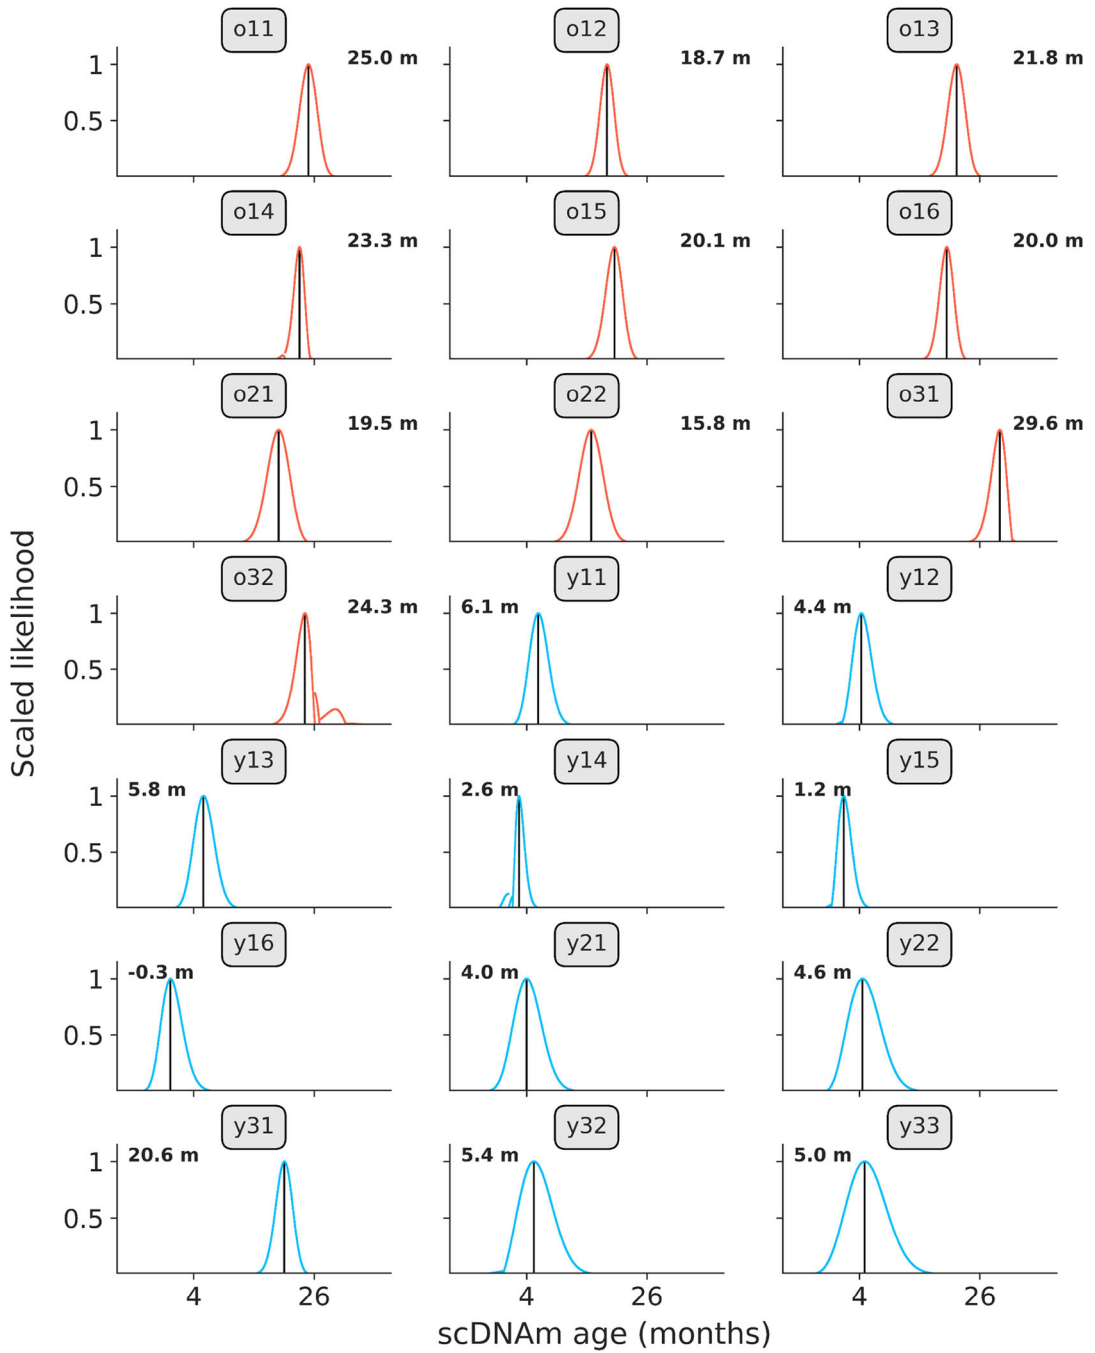 o11 o12 o13
25.0 m 18.7 m 21.8 m
1
0.5
o14 o15 o16
23.3 m 20.1 m 20.0 m
1
0.5
o21 o22 o31
19.5 m 15.8 m 29.6 m
1
0.5
o32 y11 y12
24.3 m 6.1 m 4.4 m
1
0.5
y13 y14 y15
5.8 m 2.6 m 1.2 m
1
0.5
y16 y21 y22
-0.3 m 4.0 m 4.6 m
1
0.5
y31 y32 y33
20.6 m 5.4 m 5.0 m
1
0.5
4 26 4 26 4 26
Scaled likelihood
scDNAm age (months)